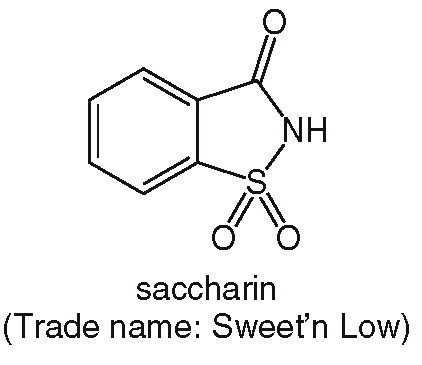 O
NH
S
O O
saccharin
(Trade name: Sweet'n Low)